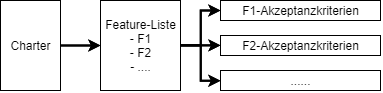 Charter
Feature-Liste
- F1
- F2
- ....
F1-Akzeptanzkriterien
F2-Akzeptanzkriterien
......